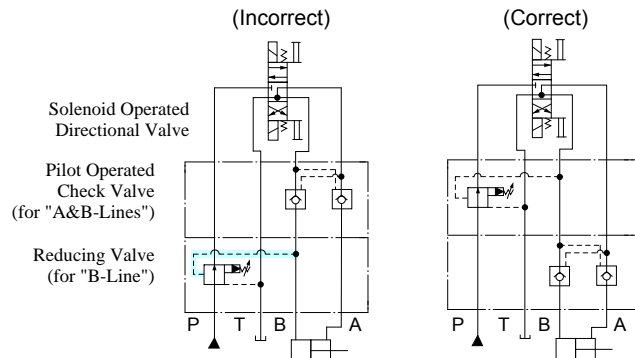 (Incorrect)
(Correct)
Solenoid Operated
Directional Valve
Pilot Operated
Check Valve
(for "A&B-Lines")
Reducing Valve
(for "B-Line")
P T B A
P T B A